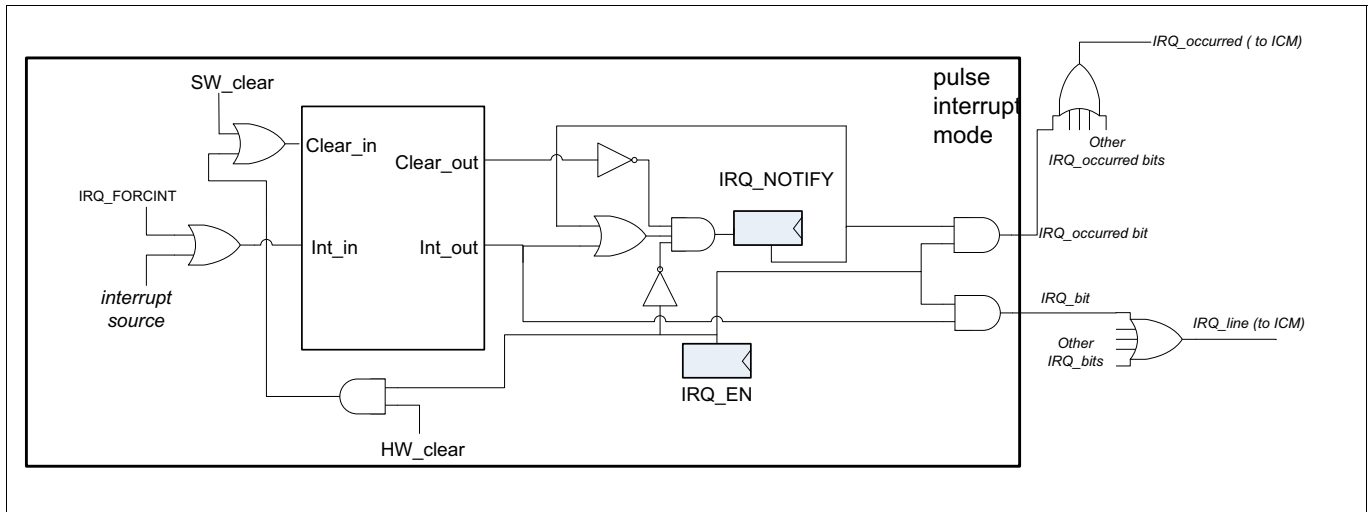 IRQ_occurred ( to ICM)
pulse
interrupt
mode
SW_clear
Other
IRQ_occurred bits
Clear_in
Clear_out
IRQ_NOTIFY
IRQ_FORCINT
IRQ_occurred bit
Int_in
Int_out
interrupt
source
IRQ_bit
IRQ_line (to ICM)
Other
IRQ_bits
IRQ_EN
HW_clear